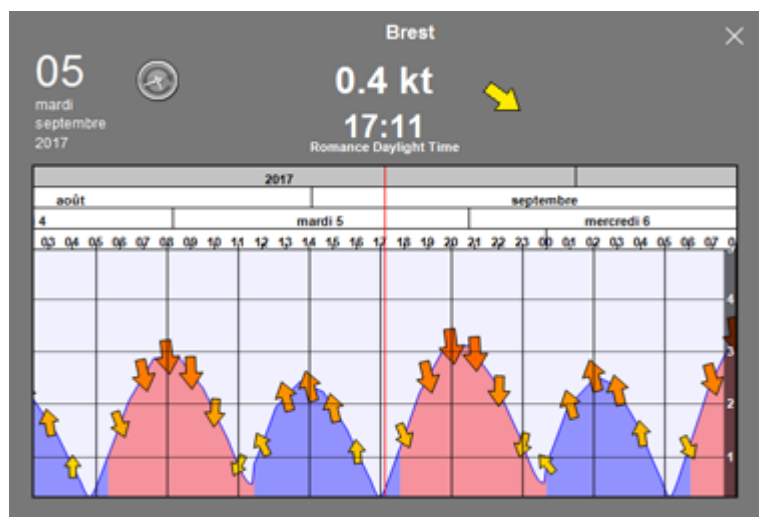 Brest
05
mardi
septembre
2017
0.4 kt
17:11
Romance Daylight Time
2017
août septembre
4 mardi 5 mercredi 6
03 04 05 06 07 08 09 10 11 12 13 14 15 16 17 18 19 20 21 22 23 00 01 02 03 04 05 06 07 0
5
4
3
2
1